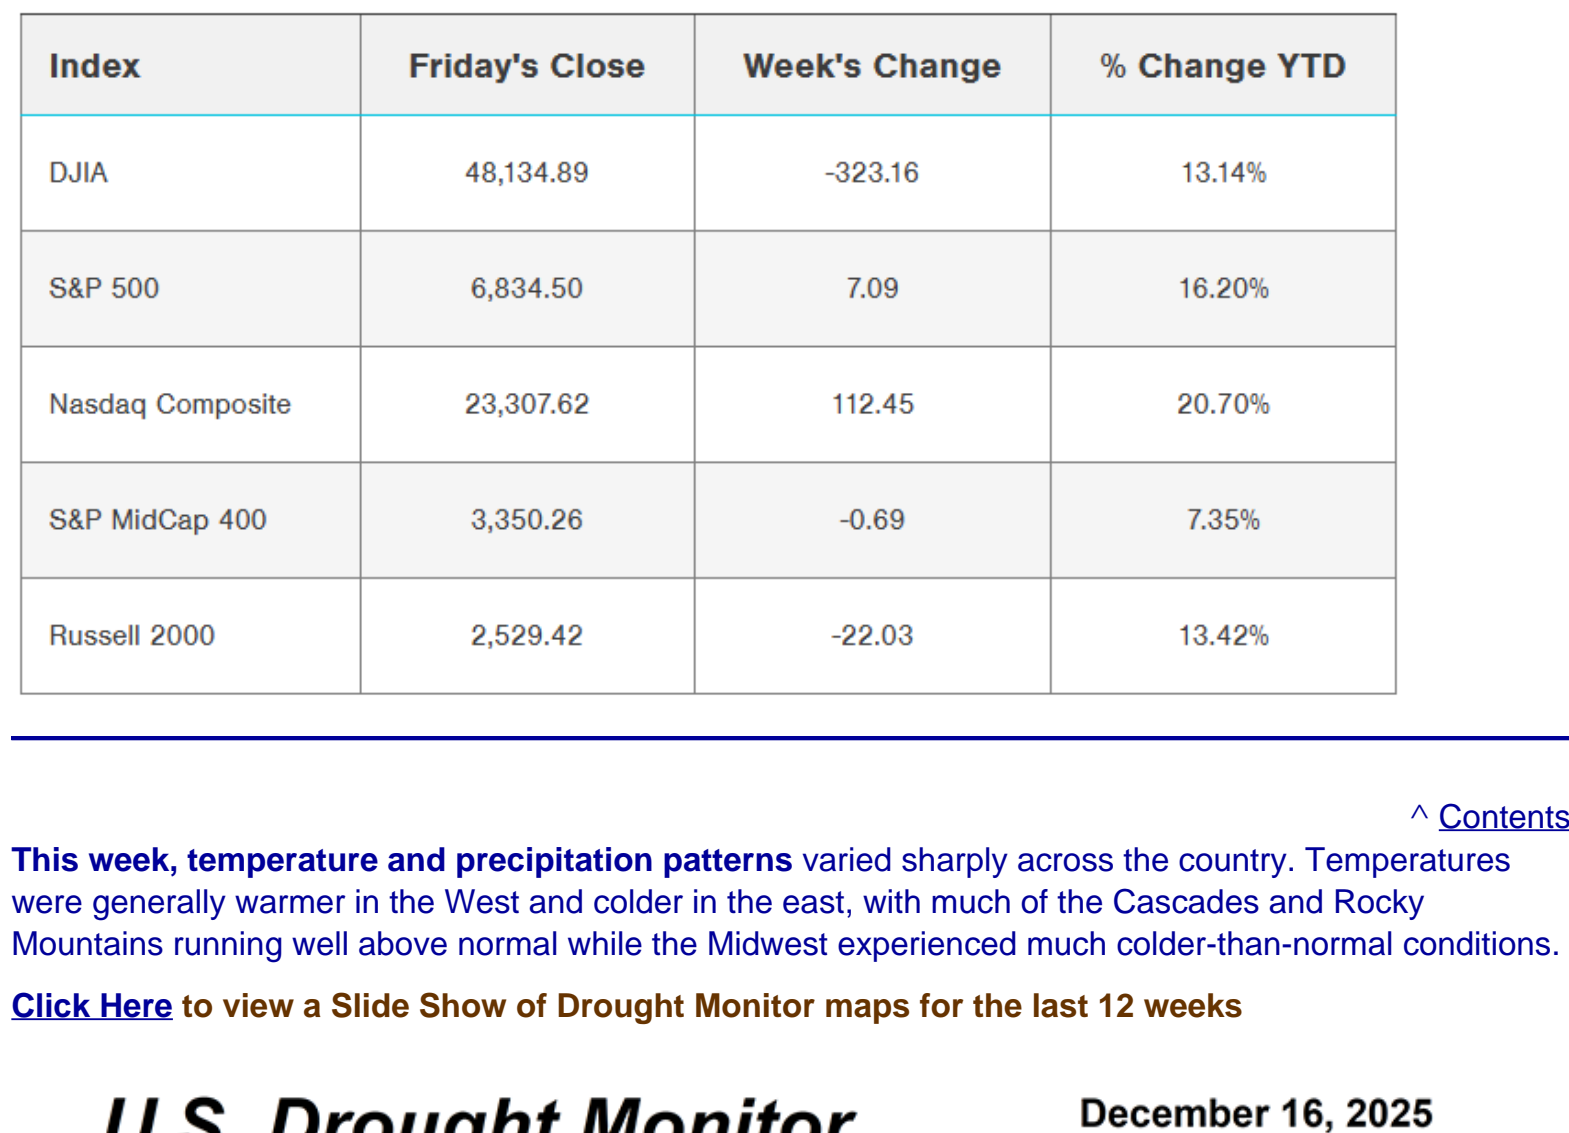 Index Friday's Close Week's Change % Change YTD
DJIA 48,134.89 -323.16 13.14%
S&P 500 6,834.50 7.09 16.20%
Nasdaq Composite 23,307.62 112.45 20.70%
S&P MidCap 400 3,350.26 -0.69 7.35%
Russell 2000 2,529.42 -22.03 13.42%
^ Contents
This week, temperature and precipitation patterns varied sharply across the country. Temperatures
were generally warmer in the West and colder in the east, with much of the Cascades and Rocky
Mountains running well above normal while the Midwest experienced much colder-than-normal conditions.
Click Here to view a Slide Show of Drought Monitor maps for the last 12 weeks
U.S. Drought Monitor December 16, 2025